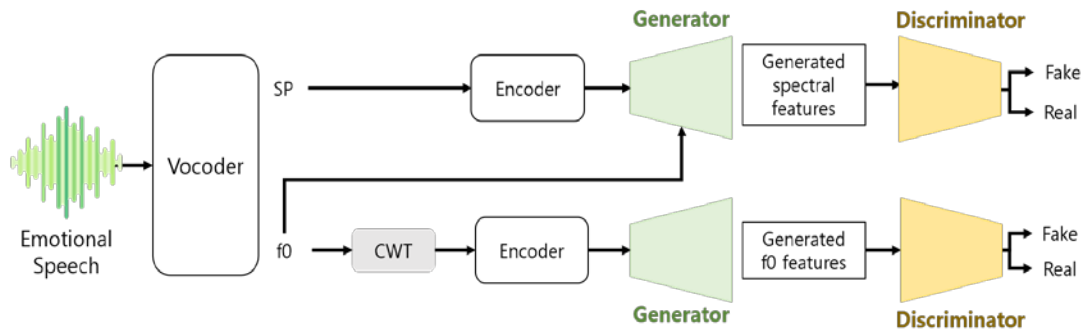 Generator
Discriminator
Generated
spectral
features
Fake
Real
SP
Encoder
Vocoder
Emotional
Speech
f0
CWT
Encoder
Generated
f0 features
Fake
Real
Generator
Discriminator